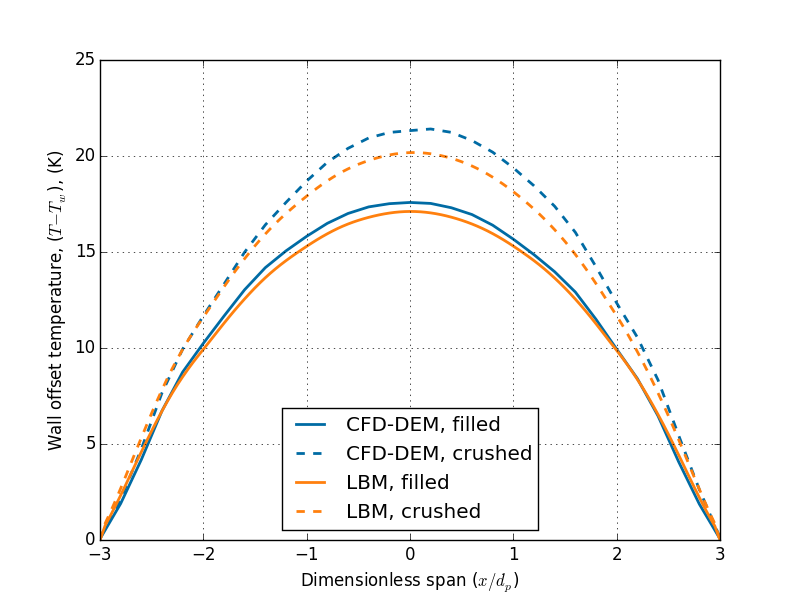 25
20
15
10
5
0
Wall offset temperature, (T−T_w), (K)
CFD-DEM, filled
CFD-DEM, crushed
LBM, filled
LBM, crushed
−3 −2 −1 0 1 2 3
Dimensionless span (x/d_p)